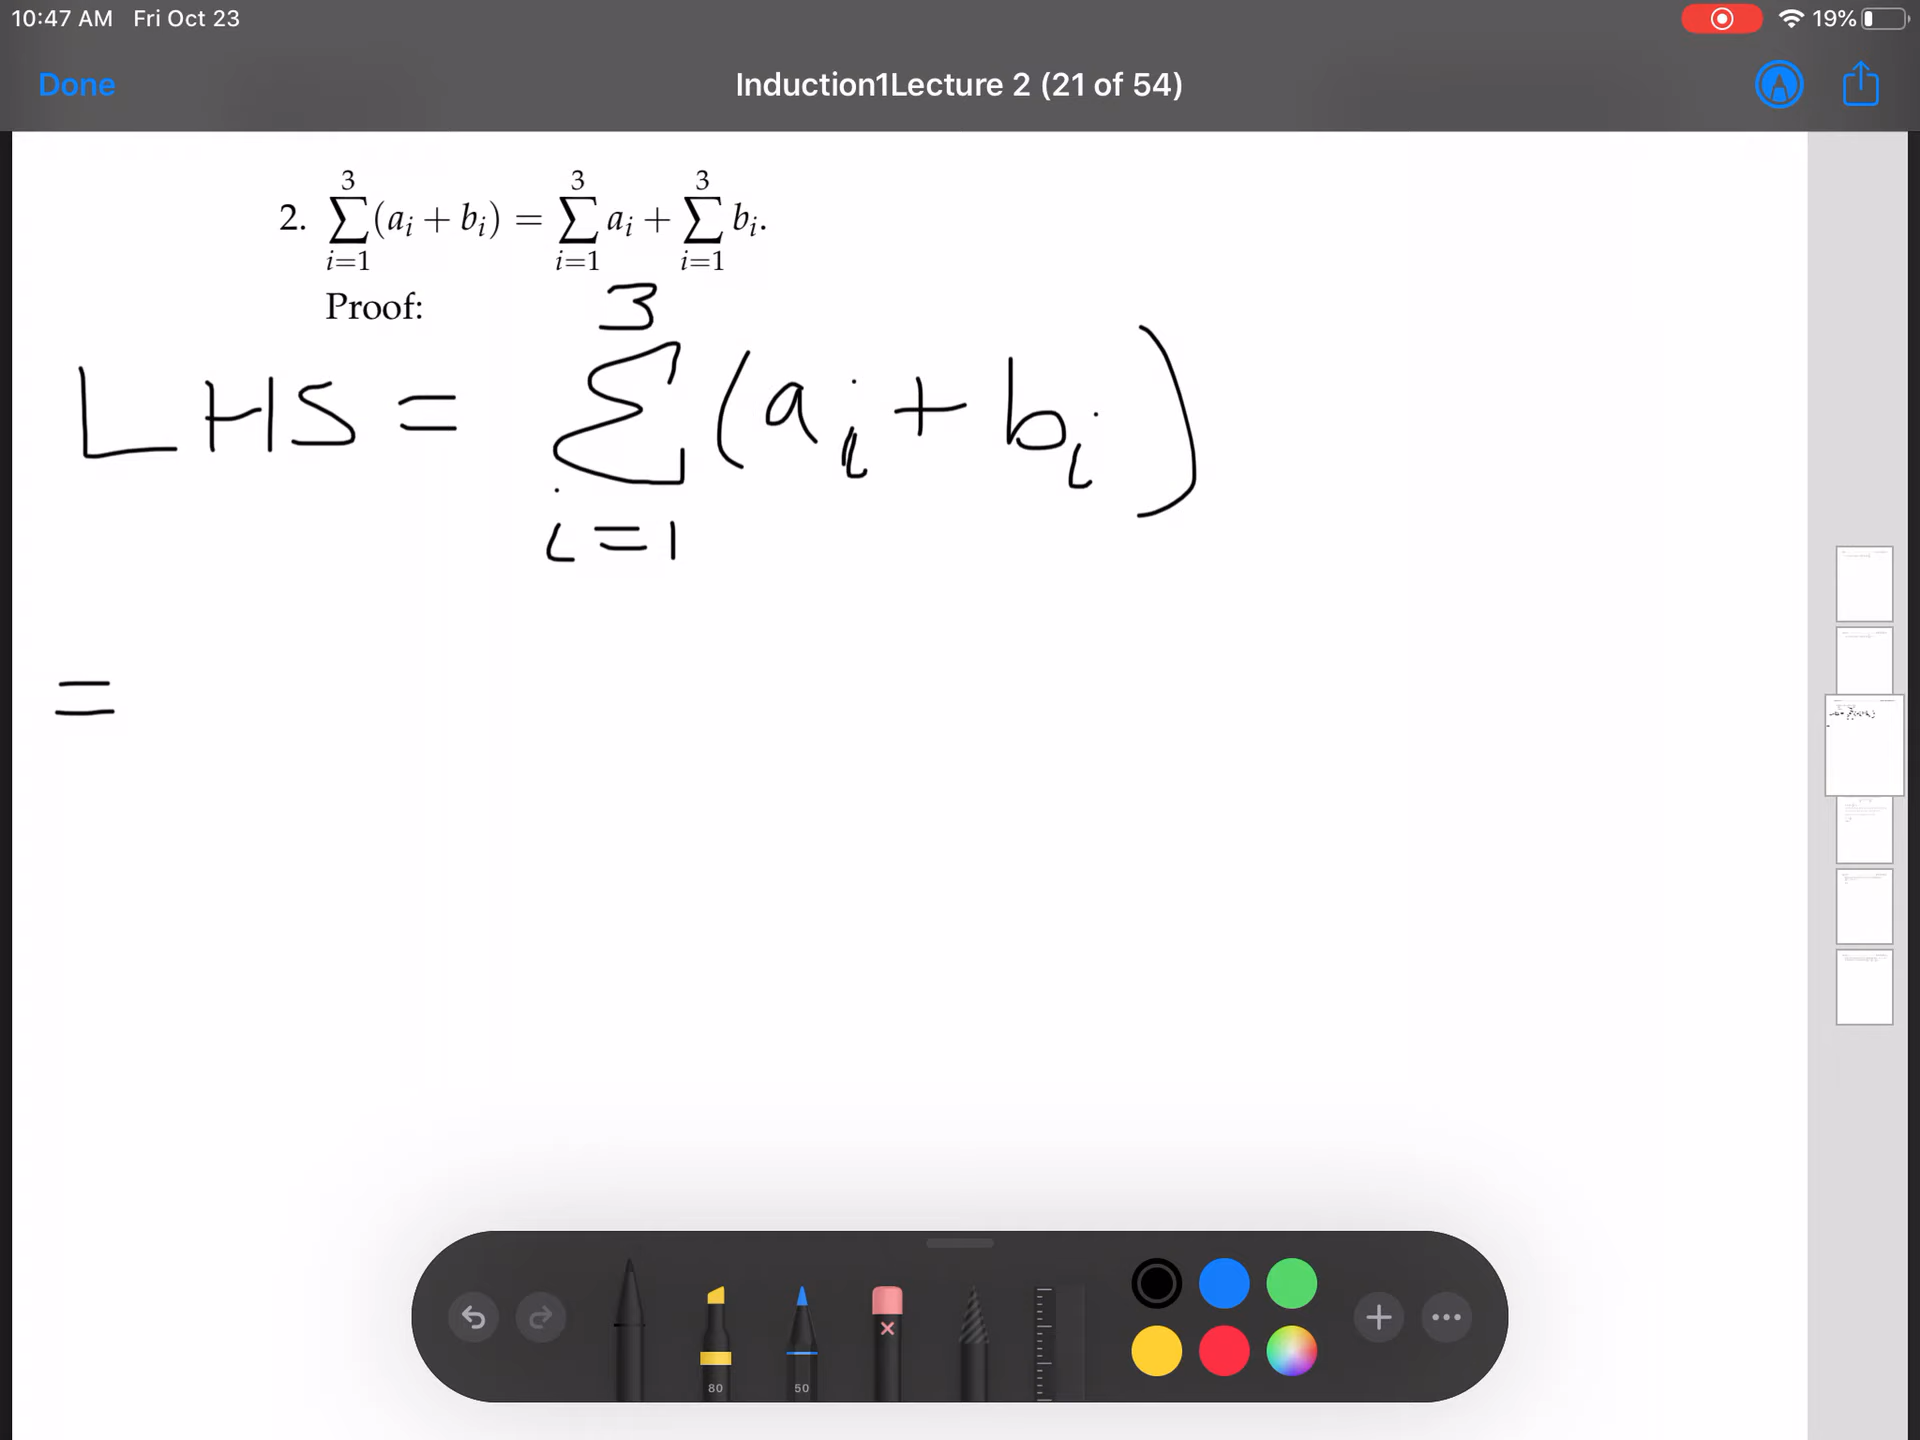 10:47 AM Fri Oct 23
19%
Done
Induction1Lecture 2 (21 of 54)
2. ∑_{i=1}^{3} (a_i + b_i) = ∑_{i=1}^{3} a_i + ∑_{i=1}^{3} b_i.
Proof:
LHS = ∑_{i=1}^{3} (a_i + b_i)
=
80
50